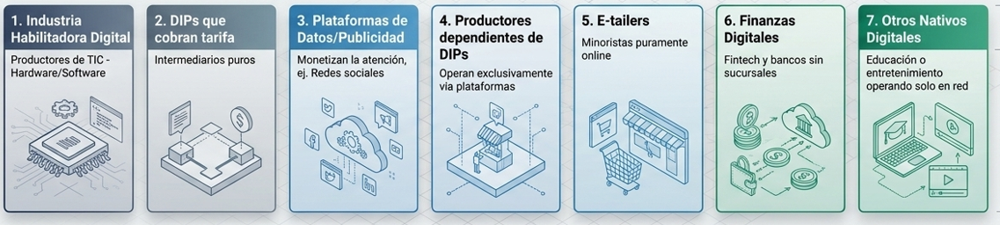 1. Industria
Habilitadora Digital
Productores de TIC -
Hardware/Software
2. DIPs que
cobran tarifa
Intermediarios puros
3. Plataformas de
Datos/Publicidad
Monetizan la atención,
ej. Redes sociales
4. Productores
dependientes de
DIPs
Operan exclusivamente
via plataformas
5. E-tailers
Minoristas puramente
online
6. Finanzas
Digitales
Fintech y bancos sin
sucursales
7. Otros Nativos
Digitales
Educación o
entretenimiento
operando solo en red